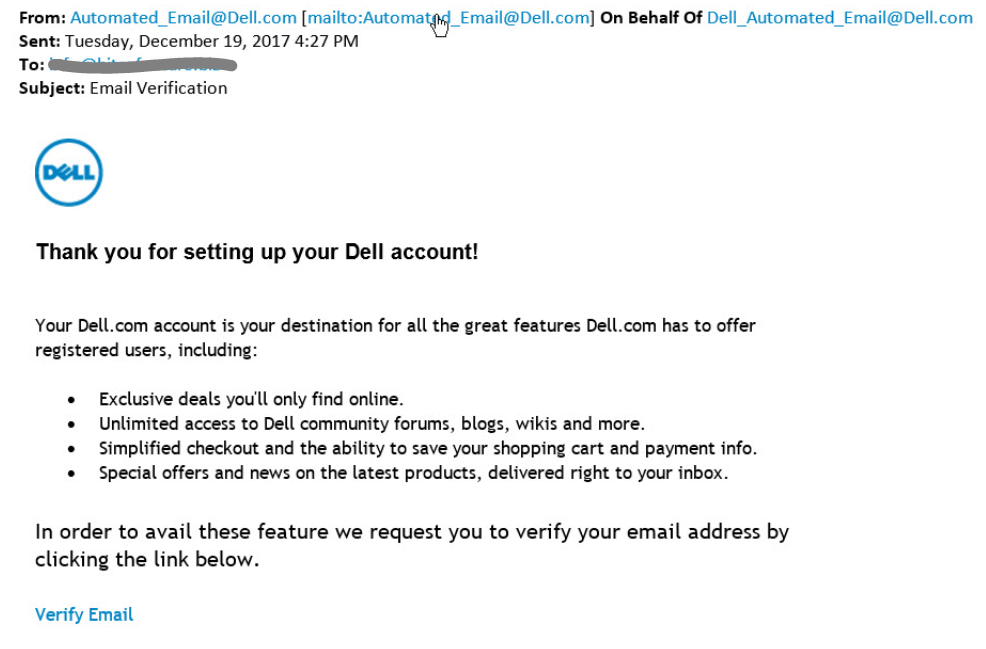 From: Automated_Email@Dell.com [mailto:Automated_Email@Dell.com] On Behalf Of Dell_Automated_Email@Dell.com
Sent: Tuesday, December 19, 2017 4:27 PM
To:
Subject: Email Verification
DELL
Thank you for setting up your Dell account!
Your Dell.com account is your destination for all the great features Dell.com has to offer
registered users, including:
• Exclusive deals you'll only find online.
• Unlimited access to Dell community forums, blogs, wikis and more.
• Simplified checkout and the ability to save your shopping cart and payment info.
• Special offers and news on the latest products, delivered right to your inbox.
In order to avail these feature we request you to verify your email address by
clicking the link below.
Verify Email